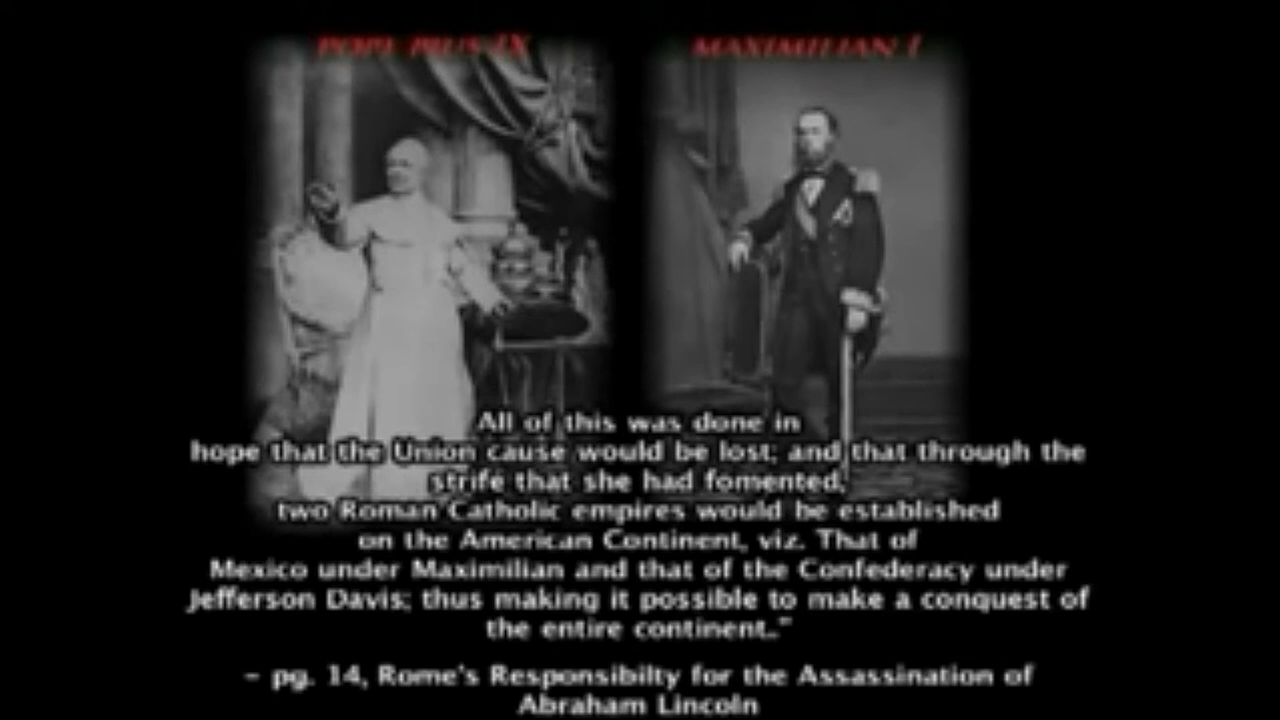 POPE PIUS IX
MAXIMILIAN I
All of this was done in
hope that the Union cause would be lost; and that through the
strife that she had fomented,
two Roman Catholic empires would be established
on the American Continent, viz. That of
Mexico under Maximilian and that of the Confederacy under
Jefferson Davis; thus making it possible to make a conquest of
the entire continent.."
- pg. 14, Rome's Responsibilty for the Assassination of
Abraham Lincoln